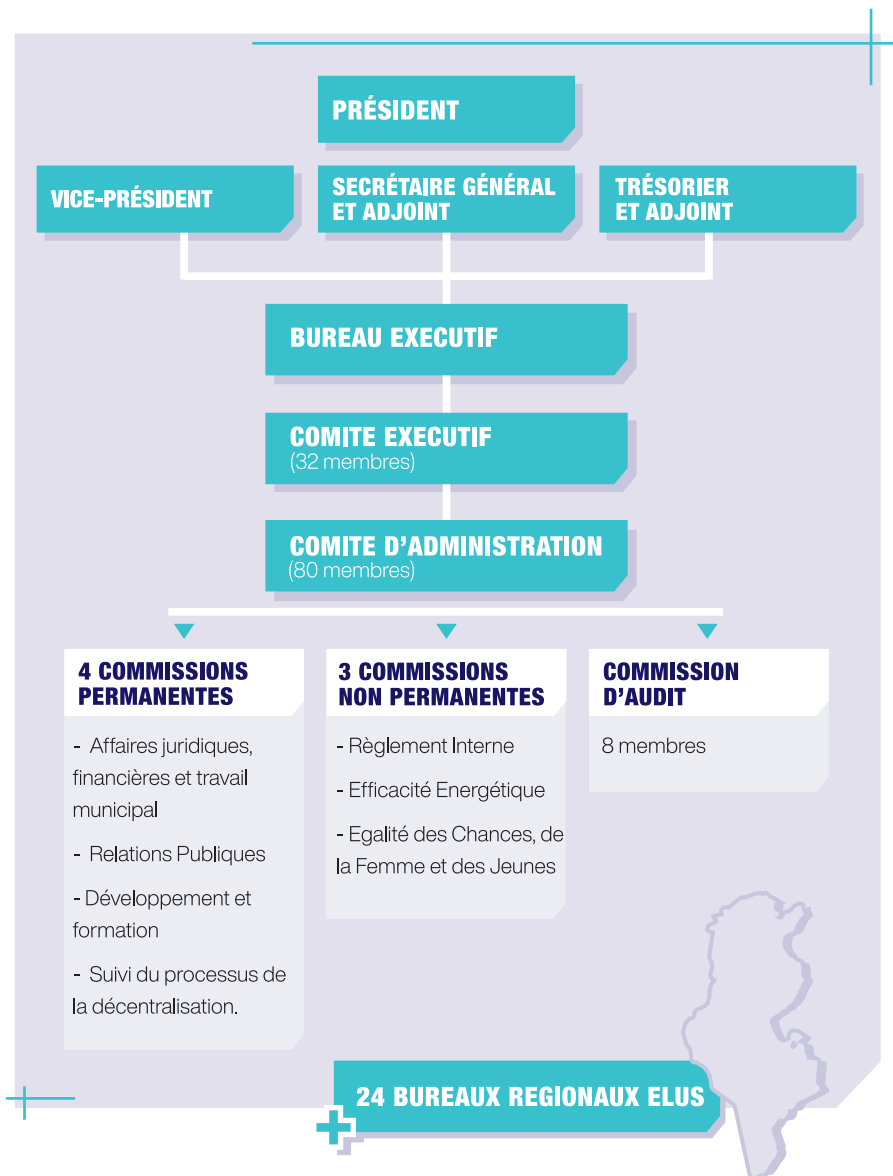 PRÉSIDENT
VICE-PRÉSIDENT
SECRÉTAIRE GÉNÉRAL
ET ADJOINT
TRÉSORIER
ET ADJOINT
BUREAU EXECUTIF
COMITE EXECUTIF
(32 membres)
COMITE D'ADMINISTRATION
(80 membres)
4 COMMISSIONS
PERMANENTES
- Affaires juridiques,
financières et travail
municipal
- Relations Publiques
- Développement et
formation
- Suivi du processus de
la décentralisation.
3 COMMISSIONS
NON PERMANENTES
- Règlement Interne
- Efficacité Energétique
- Egalité des Chances, de
la Femme et des Jeunes
COMMISSION
D'AUDIT
8 membres
24 BUREAUX REGIONAUX ELUS